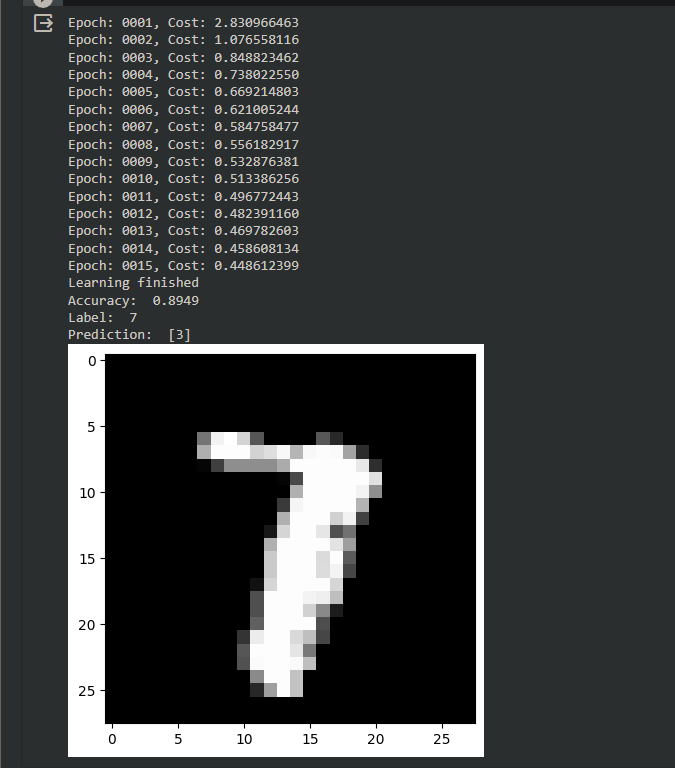 Epoch: 0001, Cost: 2.830966463
Epoch: 0002, Cost: 1.076558116
Epoch: 0003, Cost: 0.848823462
Epoch: 0004, Cost: 0.738022550
Epoch: 0005, Cost: 0.669214803
Epoch: 0006, Cost: 0.621005244
Epoch: 0007, Cost: 0.584758477
Epoch: 0008, Cost: 0.556182917
Epoch: 0009, Cost: 0.532876381
Epoch: 0010, Cost: 0.513386256
Epoch: 0011, Cost: 0.496772443
Epoch: 0012, Cost: 0.482391160
Epoch: 0013, Cost: 0.469782603
Epoch: 0014, Cost: 0.458608134
Epoch: 0015, Cost: 0.448612399
Learning finished
Accuracy:  0.8949
Label:  7
Prediction:  [3]
0
5
10
15
20
25
7
0 5 10 15 20 25